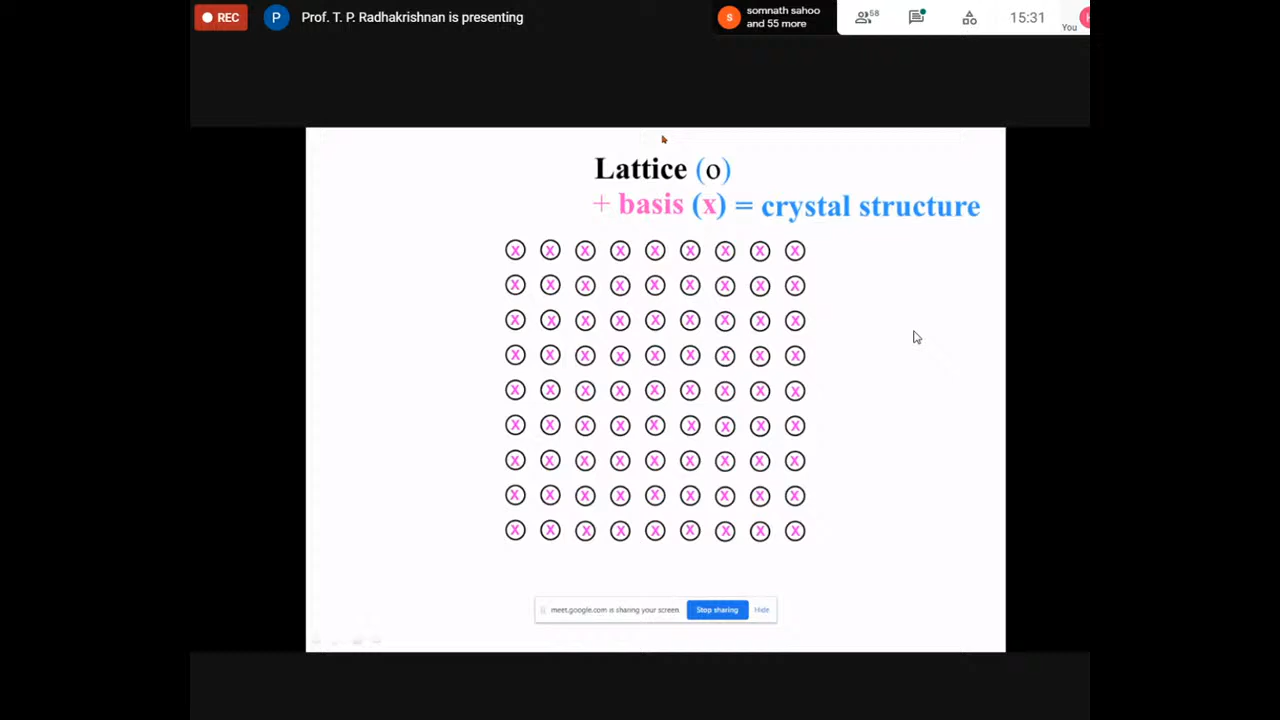 REC
P
Prof. T. P. Radhakrishnan is presenting
S
somnath sahoo
and 55 more
58
15:31
You
Lattice (o)
+ basis (x) = crystal structure
X X X X X X X X X
X X X X X X X X X
X X X X X X X X X
X X X X X X X X X
X X X X X X X X X
X X X X X X X X X
X X X X X X X X X
X X X X X X X X X
X X X X X X X X X
meet.google.com is sharing your screen.
Stop sharing
Hide